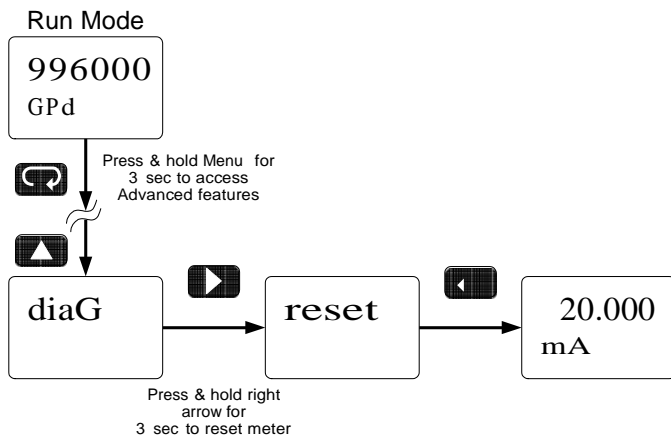 Run Mode
996000
GPd
Press & hold Menu for
3 sec to access
Advanced features
diaG
reset
20.000
mA
Press & hold right
arrow for
3 sec to reset meter